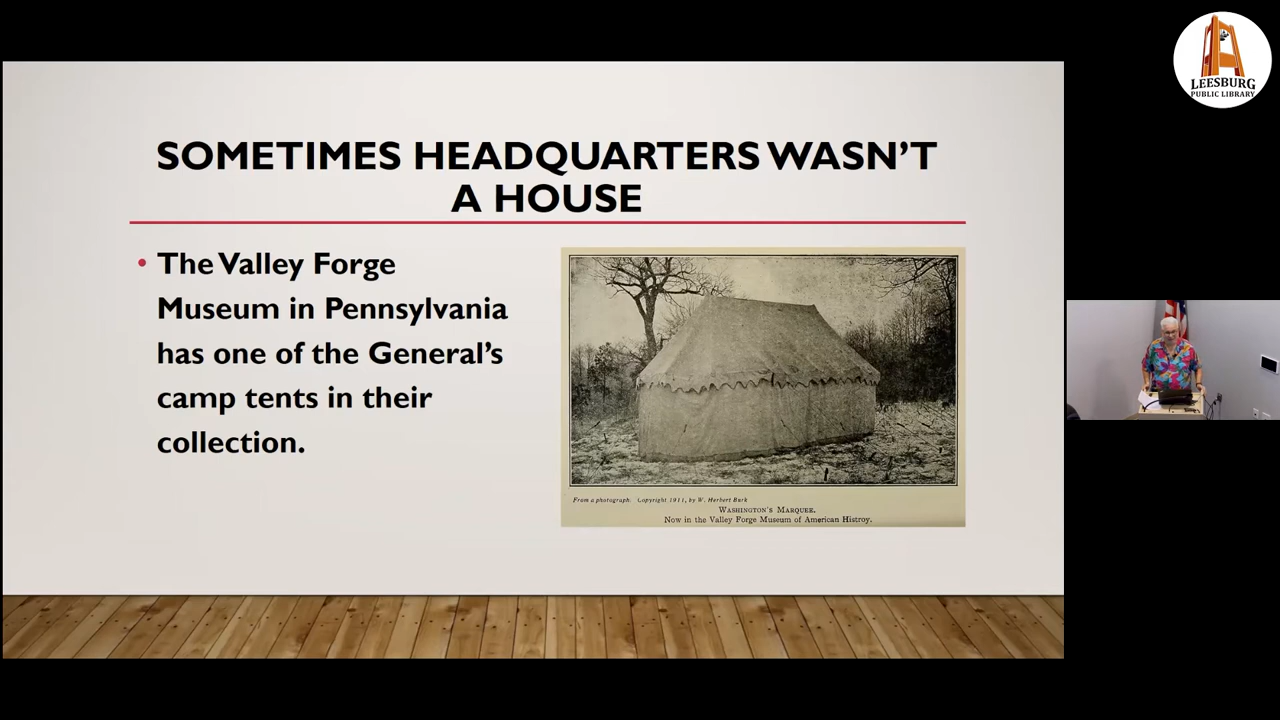 LEESBURG
PUBLIC LIBRARY
SOMETIMES HEADQUARTERS WASN'T
A HOUSE
• The Valley Forge
Museum in Pennsylvania
has one of the General's
camp tents in their
collection.
From a photograph. Copyright 1911, by W. Herbert Burk
WASHINGTON'S MARQUEE.
Now in the Valley Forge Museum of American Histroy.